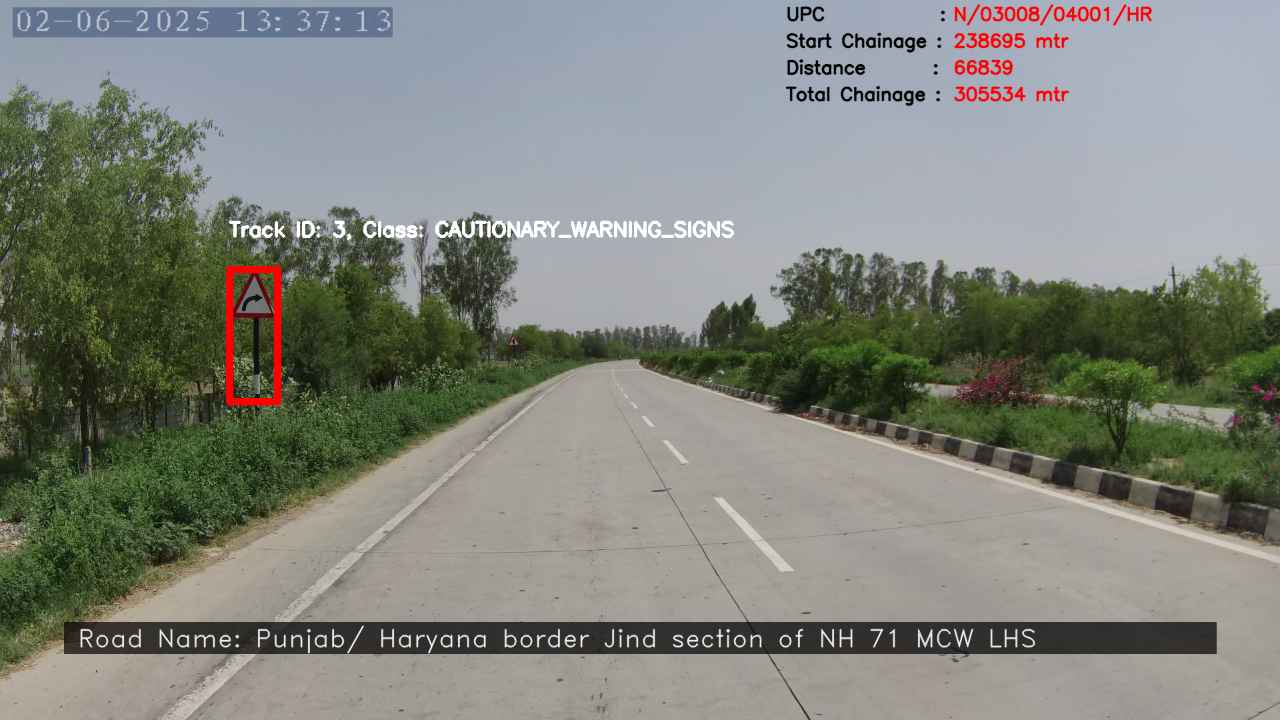 02-06-2025 13:37:13
UPC : N/03008/04001/HR
Start Chainage : 238695 mtr
Distance : 66839
Total Chainage : 305534 mtr
Track ID: 3, Class: CAUTIONARY_WARNING_SIGNS
Road Name: Punjab/ Haryana border Jind section of NH 71 MCW LHS